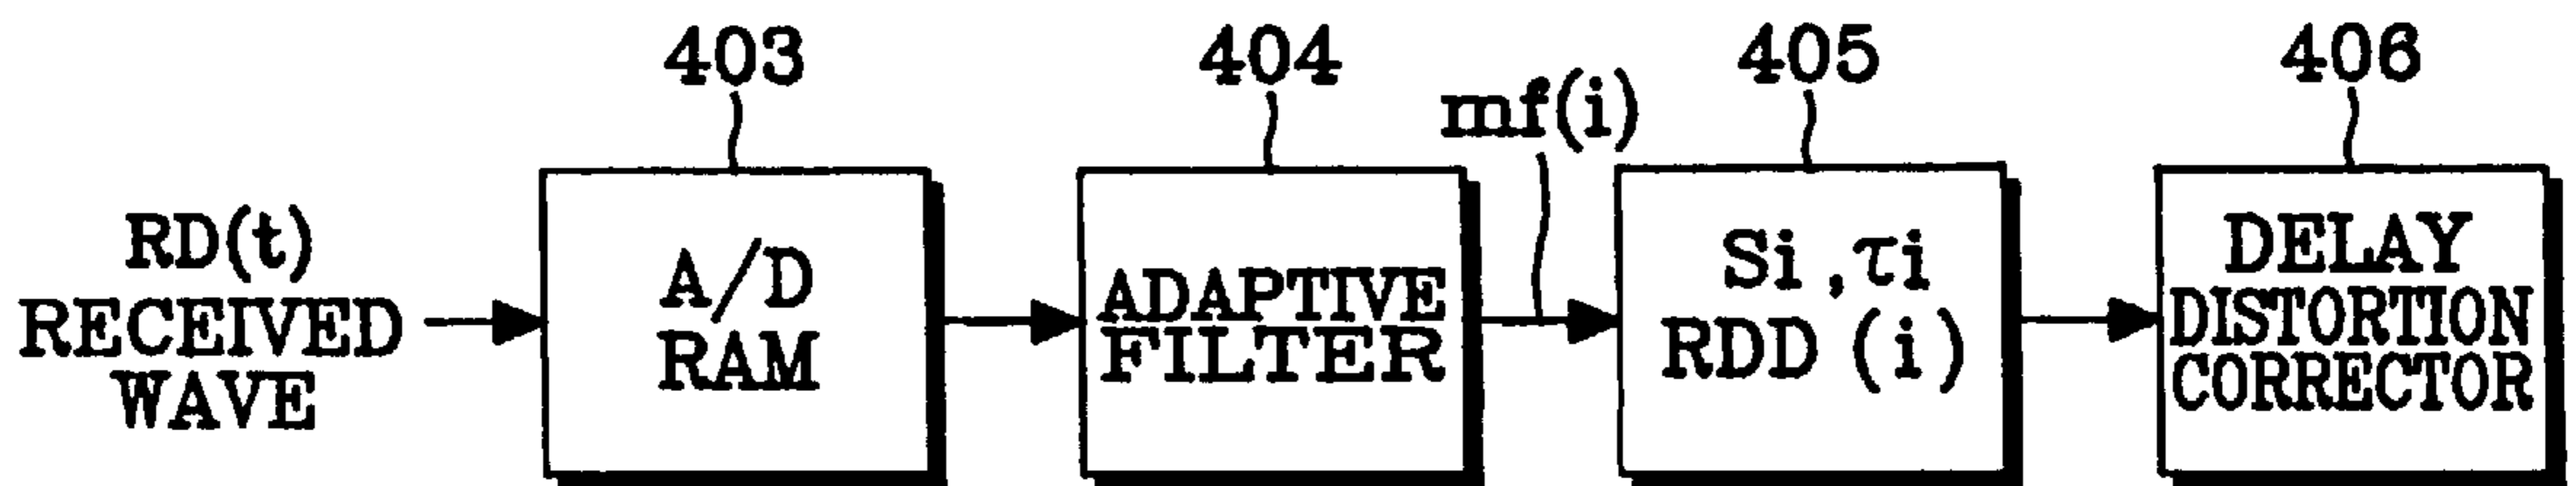 403
404
405
406
mf(i)
RD(t)
RECEIVED
WAVE
A/D
RAM
ADAPTIVE
FILTER
Si,τi
RDD (i)
DELAY
DISTORTION
CORRECTOR